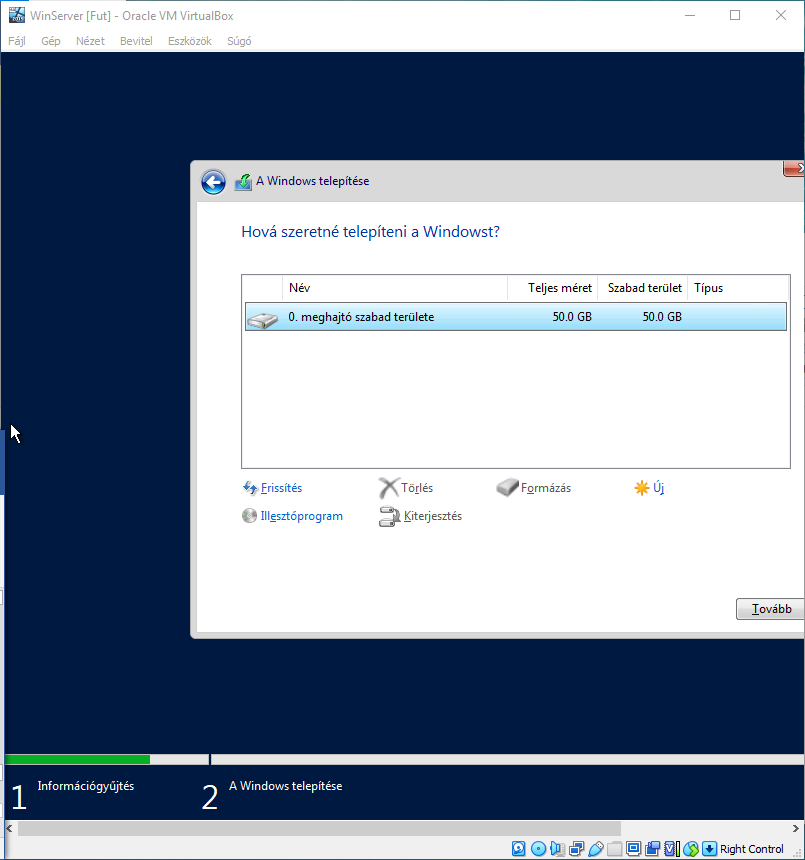 WinServer [Fut] - Oracle VM VirtualBox
Fájl Gép Nézet Bevitel Eszközök Súgó
A Windows telepítése
Hová szeretné telepíteni a Windowst?
Név Teljes méret Szabad terület Típus
0. meghajtó szabad területe 50.0 GB 50.0 GB
Frissítés Törlés Formázás Új
Illesztőprogram Kiterjesztés
Tovább
1 Információgyűjtés 2 A Windows telepítése
Right Control